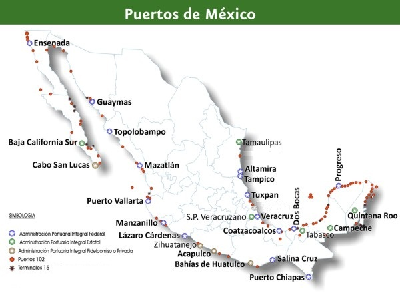 Puertos de México
Ensenada
Guaymas
Topolobampo
Baja California Sur
Cabo San Lucas
Mazatlán
Puerto Vallarta
Manzanillo
Lázaro Cárdenas
Zihuatanejo
Acapulco
Bahías de Huatulco
Puerto Chiapas
Salina Cruz
Tamaulipas
Altamira
Tampico
Tuxpan
S.P. Veracruzano
Veracruz
Coatzacoalcos
Dos Bocas
Tabasco
Progreso
Campeche
Quintana Roo
SIMBOLOGIA
Administración Portuaria Integral Federal
Administración Portuaria Integral Estatal
Administración Portuaria Integral Fideicomiso o Privada
Puertos 102
Terminales 15